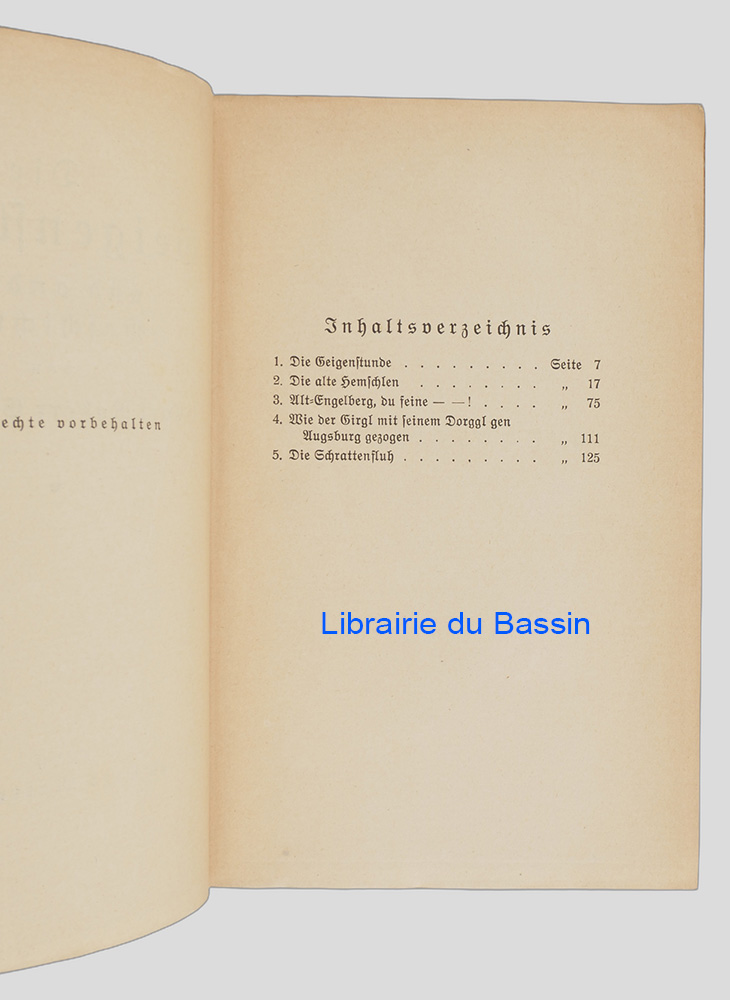 echte vorbehalten
Inhaltsverzeichnis
1. Die Geigenstunde . . . . . . . . . Seite 7
2. Die alte Hemschlen . . . . . . . . „ 17
3. Alt-Engelberg, du feine — — ! . . . . „ 75
4. Wie der Girgl mit seinem Dorggl gen
Augsburg gezogen . . . . . . . . „ 111
5. Die Schrattenfluh . . . . . . . . . „ 125
Librairie du Bassin